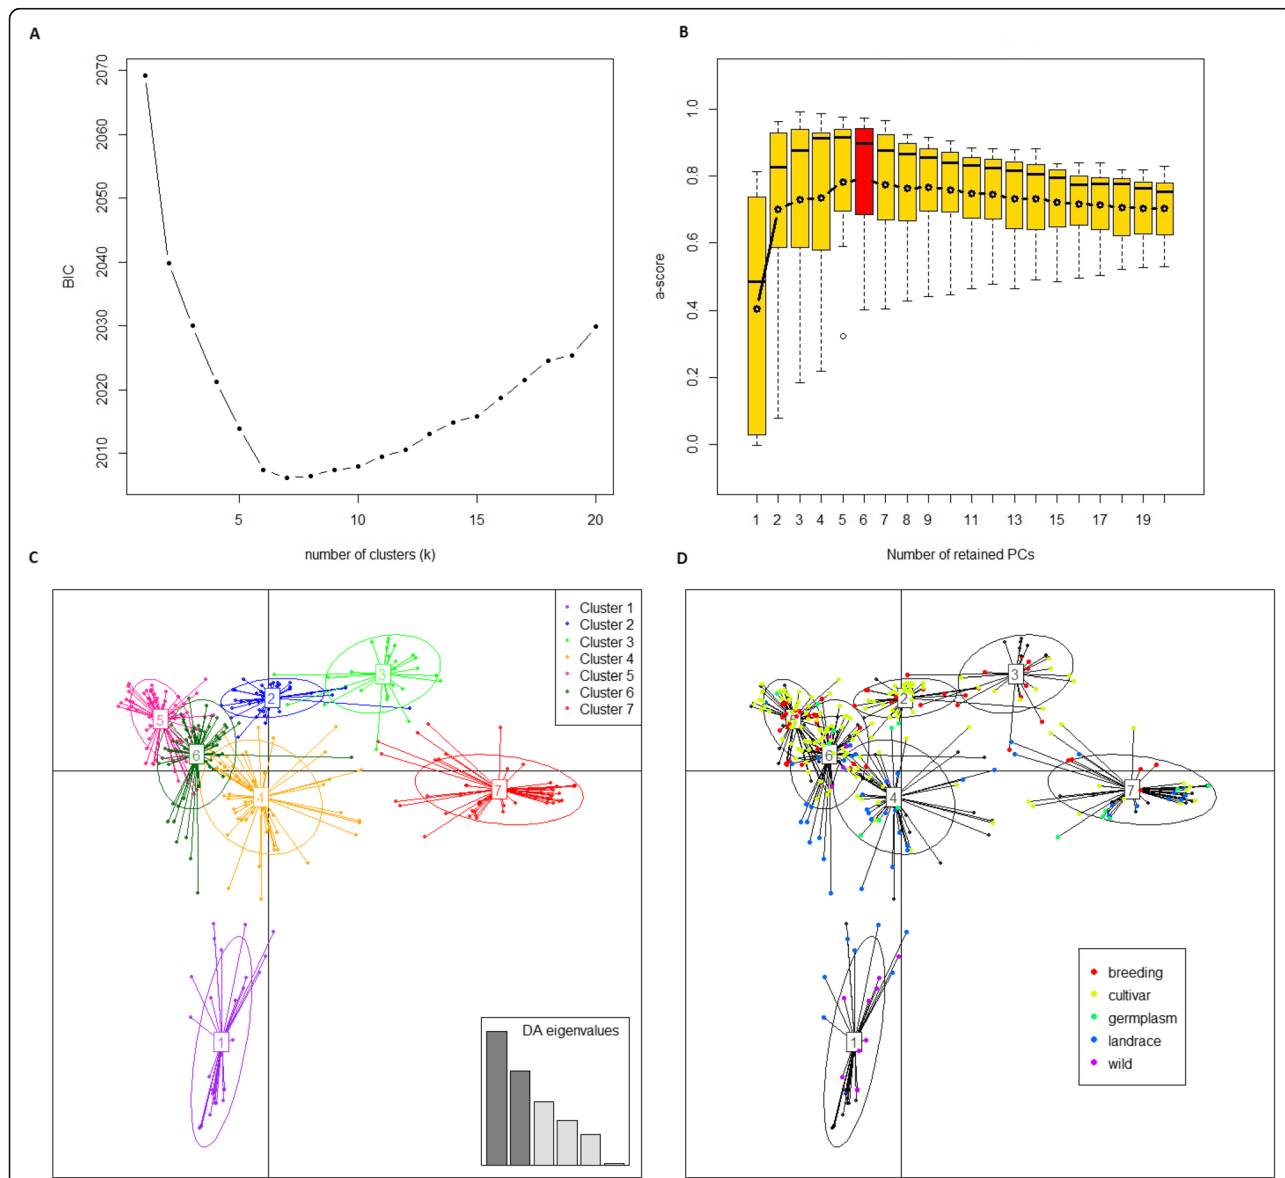 A
2070
2060
2050
2040
2030
2020
2010
BIC
5
10
15
20
number of clusters (k)
B
1.0
0.8
0.6
0.4
0.2
0.0
a-score
1 2 3 4 5 6 7 8 9 11 13 15 17 19
Number of retained PCs
C
Cluster 1
Cluster 2
Cluster 3
Cluster 4
Cluster 5
Cluster 6
Cluster 7
3
2
5
6
4
7
1
DA eigenvalues
D
3
2
6
4
7
1
breeding
cultivar
germplasm
landrace
wild